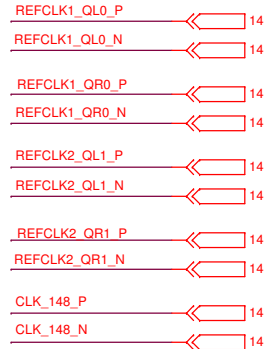 REFCLK1_QL0_P 14
REFCLK1_QL0_N 14
REFCLK1_QR0_P 14
REFCLK1_QR0_N 14
REFCLK2_QL1_P 14
REFCLK2_QL1_N 14
REFCLK2_QR1_P 14
REFCLK2_QR1_N 14
CLK_148_P 14
CLK_148_N 14